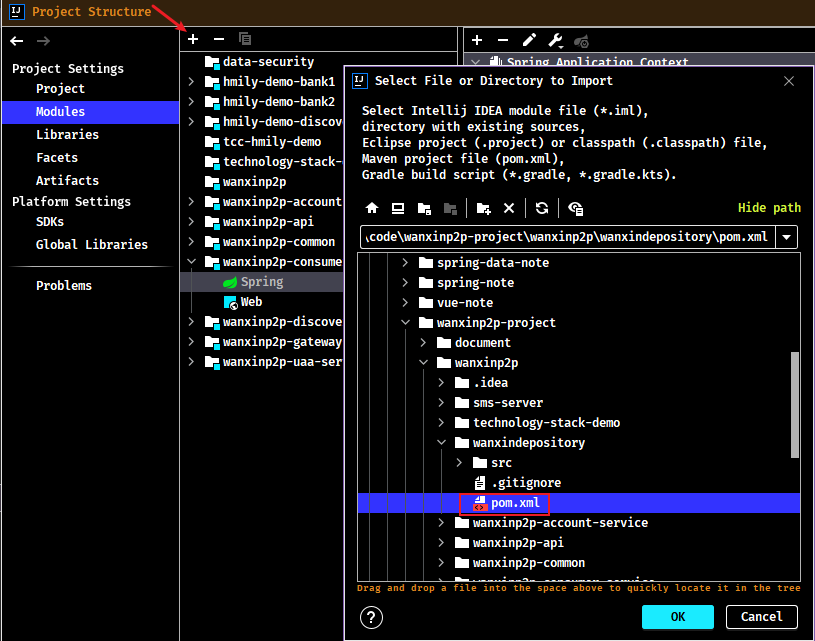 Project Structure
Project Settings
Project
Modules
Libraries
Facets
Artifacts
Platform Settings
SDKs
Global Libraries
Problems
data-security
hmily-demo-bank1
hmily-demo-bank2
hmily-demo-discove
tcc-hmily-demo
technology-stack-
wanxinp2p
wanxinp2p-account
wanxinp2p-api
wanxinp2p-common
wanxinp2p-consume
Spring
Web
wanxinp2p-discove
wanxinp2p-gateway
wanxinp2p-uaa-ser
Spring Application Context
Select File or Directory to Import
Select Intellij IDEA module file (*.iml),
directory with existing sources,
Eclipse project (.project) or classpath (.classpath) file,
Maven project file (pom.xml),
Gradle build script (*.gradle, *.gradle.kts).
Hide path
\code\wanxinp2p-project\wanxinp2p\wanxindepository\pom.xml
spring-data-note
spring-note
vue-note
wanxinp2p-project
document
wanxinp2p
.idea
sms-server
technology-stack-demo
wanxindepository
src
.gitignore
pom.xml
wanxinp2p-account-service
wanxinp2p-api
wanxinp2p-common
wanxinp2p-consumer-service
Drag and drop a file into the space above to quickly locate it in the tree
?
OK
Cancel